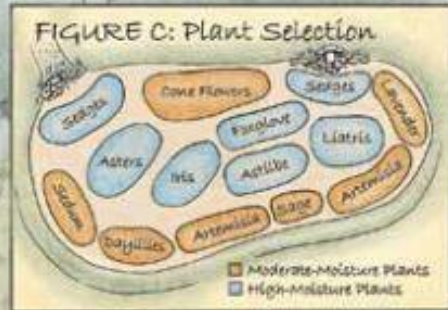 FIGURE C: Plant Selection
Sedges
Cone Flowers
Sedges
Lavender
Foxglove
Asters
Iris
Liatris
Astilbe
Sedum
Artemisia
Sage
Artemisia
Daylilies
Moderate-Moisture Plants
High-Moisture Plants